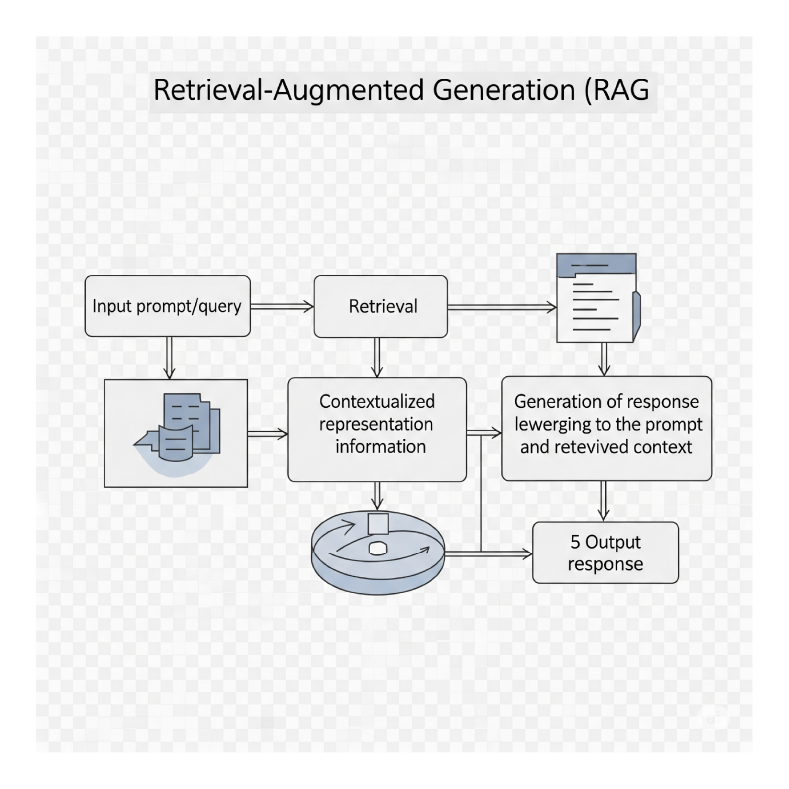 Retrieval-Augmented Generation (RAG
Input prompt/query
Retrieval
Contextualized
representation
information
Generation of response
lewerging to the prompt
and retevived context
5 Output
response